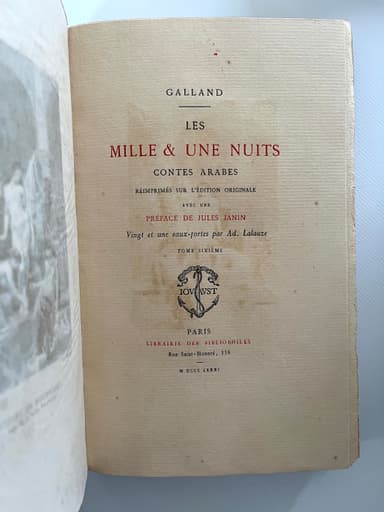 GALLAND
LES
MILLE & UNE NUITS
CONTES ARABES
RÉIMPRIMÉS SUR L'ÉDITION ORIGINALE
AVEC UNE
PRÉFACE DE JULES JANIN
Vingt et une eaux-fortes par Ad. Lalauze
TOME SIXIÈME
JOVAUST
PARIS
LIBRAIRIE DES BIBLIOPHILES
Rue Saint-Honoré, 338
M DCCC LXXXI